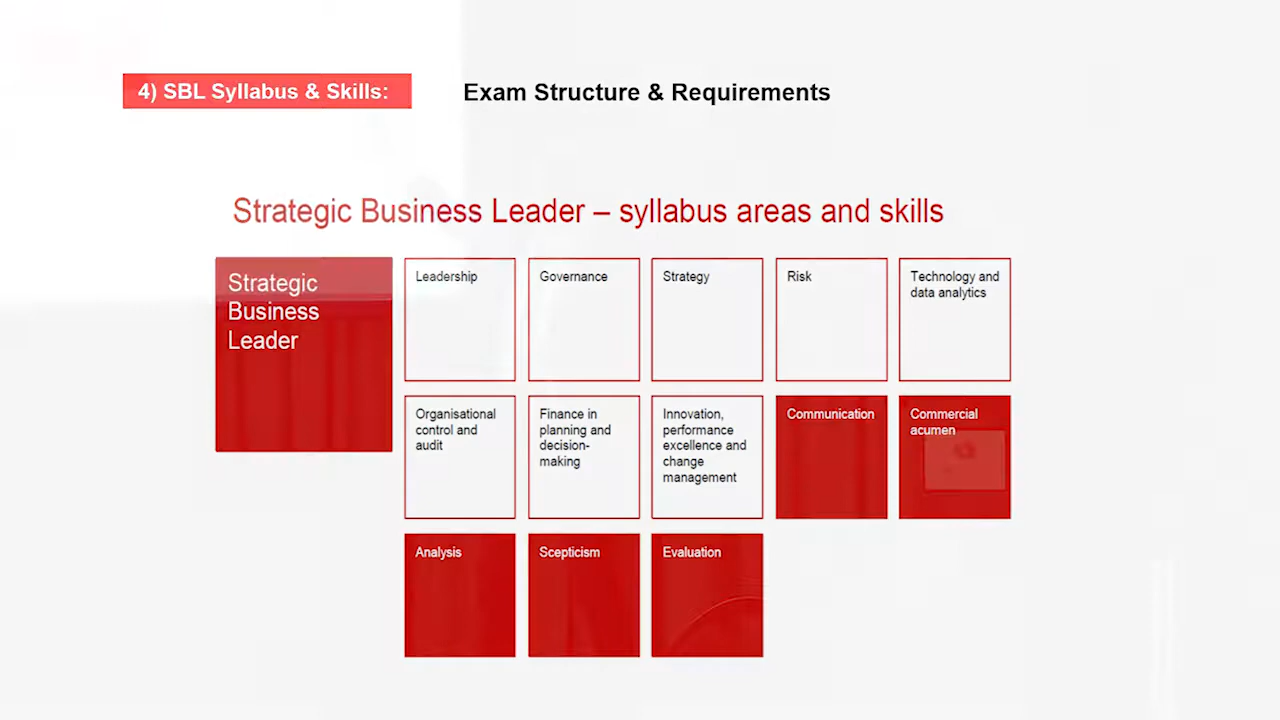 4) SBL Syllabus & Skills:
Exam Structure & Requirements
Strategic Business Leader – syllabus areas and skills
Strategic
Business
Leader
Leadership
Governance
Strategy
Risk
Technology and
data analytics
Organisational
control and
audit
Finance in
planning and
decision-
making
Innovation,
performance
excellence and
change
management
Communication
Commercial
acumen
Analysis
Scepticism
Evaluation